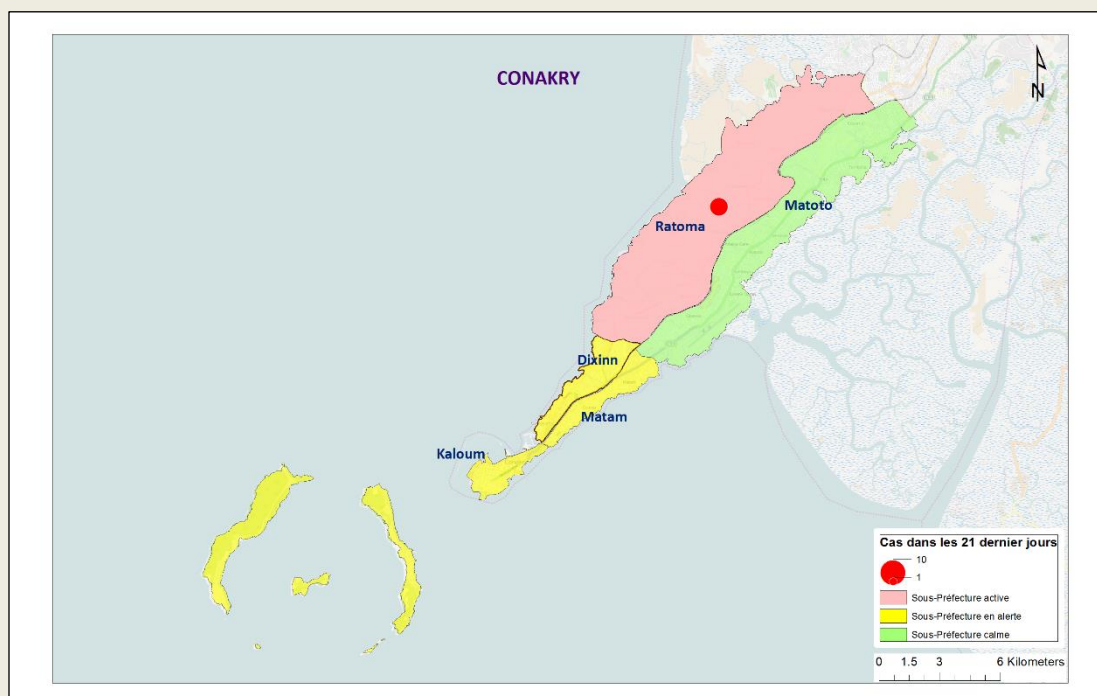 CONAKRY
N
Matoto
Ratoma
Dixinn
Matam
Kaloum
Cas dans les 21 dernier jours
10
1
Sous-Préfecture active
Sous-Préfecture en alerte
Sous-Préfecture calme
0 1.5 3 6 Kilometers